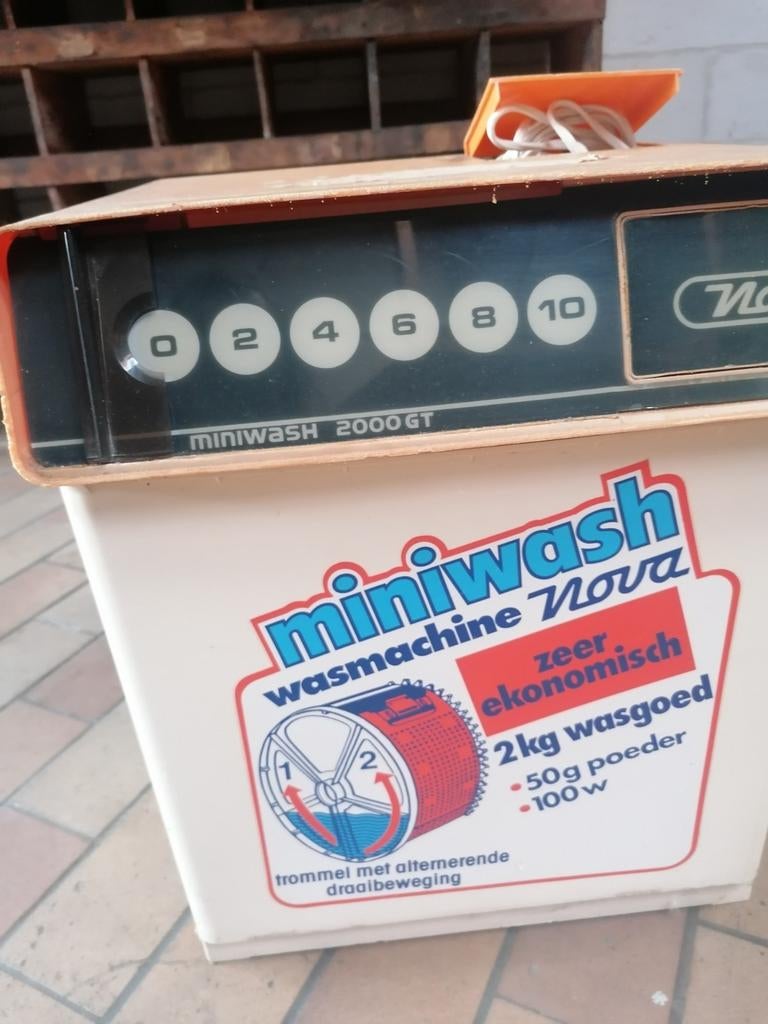 0 2 4 6 8 10
miniwash 2000GT
miniwash
wasmachine Nova
zeer
ekonomisch
2kg wasgoed
• 50g poeder
• 100w
1 2
trommel met alternerende
draaibeweging